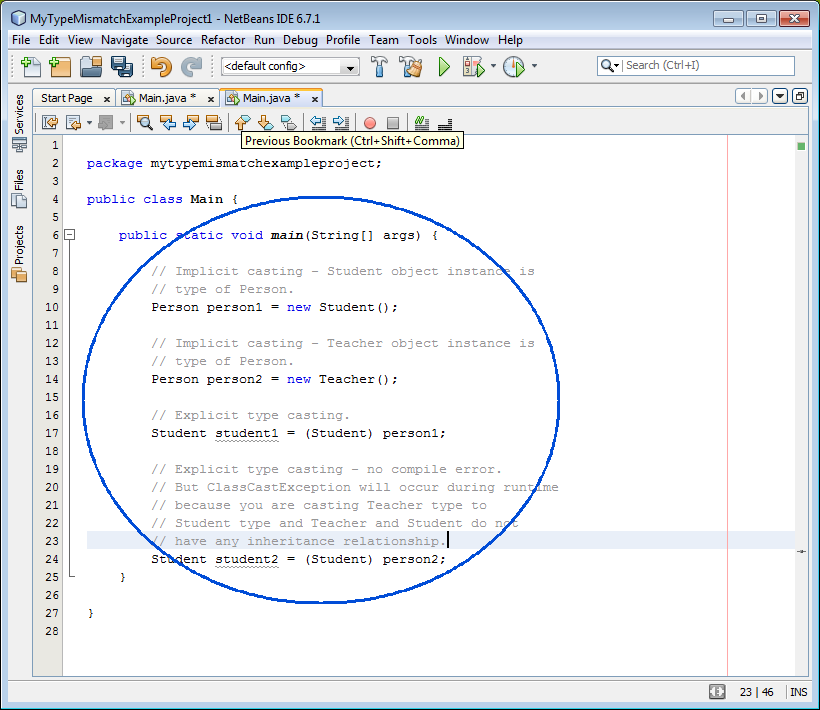 MyTypeMismatchExampleProject1 - NetBeans IDE 6.7.1
File Edit View Navigate Source Refactor Run Debug Profile Team Tools Window Help
<default config>
Search (Ctrl+I)
Start Page x Main.java * x Main.java * x
Services
Files
Projects
Previous Bookmark (Ctrl+Shift+Comma)
1
2 package mytypemismatchexampleproject;
3
4 public class Main {
5
6 public static void main(String[] args) {
7
8 // Implicit casting - Student object instance is
9 // type of Person.
10 Person person1 = new Student();
11
12 // Implicit casting - Teacher object instance is
13 // type of Person.
14 Person person2 = new Teacher();
15
16 // Explicit type casting.
17 Student student1 = (Student) person1;
18
19 // Explicit type casting - no compile error.
20 // But ClassCastException will occur during runtime
21 // because you are casting Teacher type to
22 // Student type and Teacher and Student do not
23 // have any inheritance relationship.
24 Student student2 = (Student) person2;
25 }
26
27 }
28
23 | 46 INS